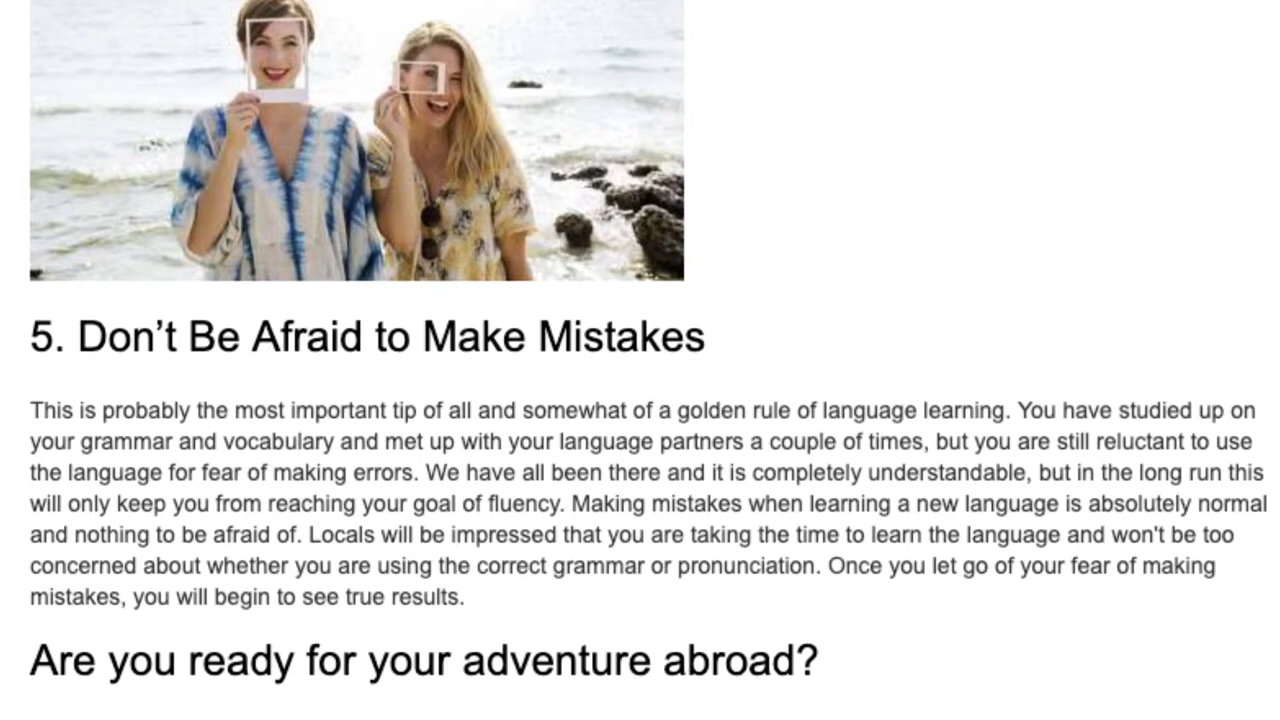 5. Don’t Be Afraid to Make Mistakes
This is probably the most important tip of all and somewhat of a golden rule of language learning. You have studied up on
your grammar and vocabulary and met up with your language partners a couple of times, but you are still reluctant to use
the language for fear of making errors. We have all been there and it is completely understandable, but in the long run this
will only keep you from reaching your goal of fluency. Making mistakes when learning a new language is absolutely normal
and nothing to be afraid of. Locals will be impressed that you are taking the time to learn the language and won't be too
concerned about whether you are using the correct grammar or pronunciation. Once you let go of your fear of making
mistakes, you will begin to see true results.
Are you ready for your adventure abroad?